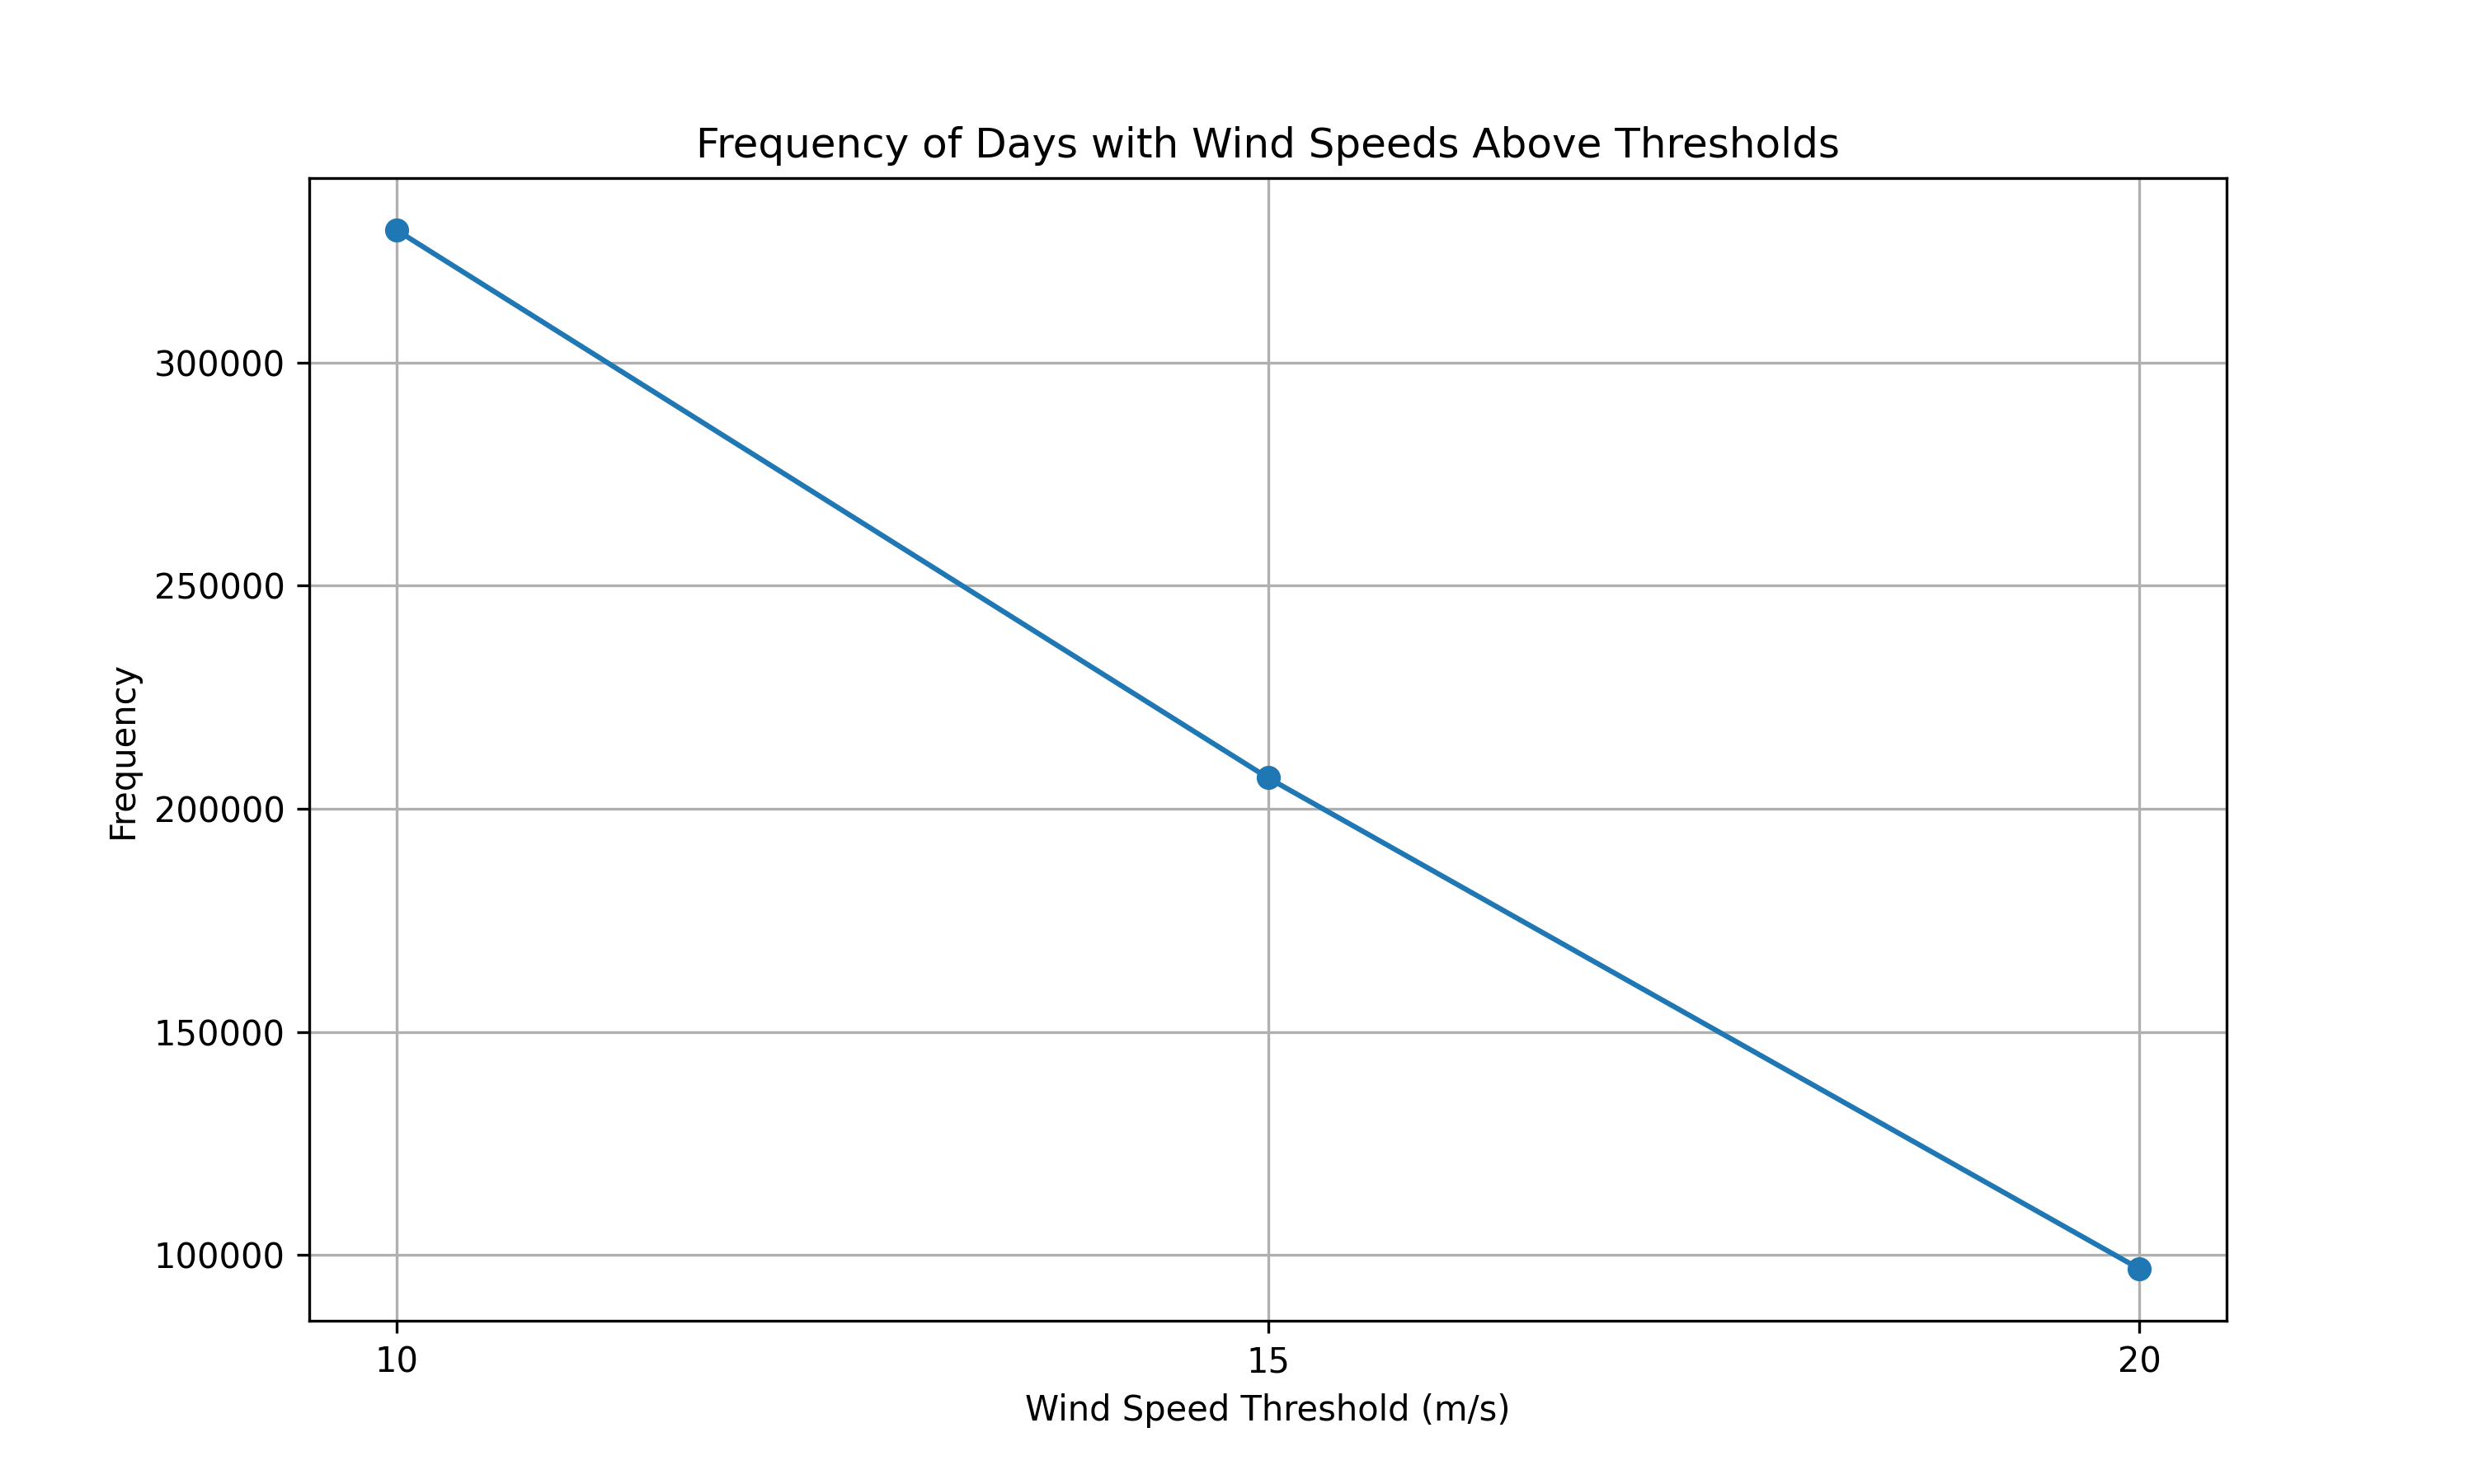 Frequency of Days with Wind Speeds Above Thresholds
300000
250000
200000
150000
100000
Frequency
10 15 20
Wind Speed Threshold (m/s)